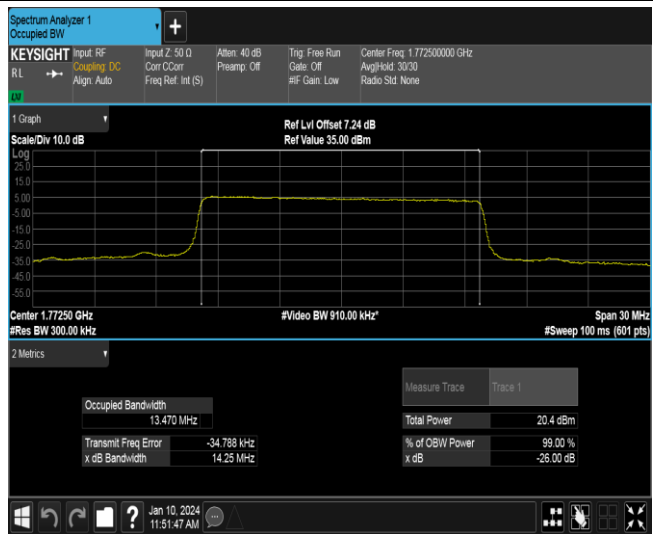 Spectrum Analyzer 1
Occupied BW
+
KEYSIGHT Input: RF Input Z: 50 Ω Atten: 40 dB Trig: Free Run Center Freq: 1.772500000 GHz
RL Coupling: DC Corr CCorr Preamp: Off Gate: Off Avg|Hold: 30/30
Align: Auto Freq Ref: Int (S) #IF Gain: Low Radio Std: None
1 Graph
Ref Lvl Offset 7.24 dB
Scale/Div 10.0 dB Ref Value 35.00 dBm
Log
25.0
15.0
5.00
-5.00
-15.0
-25.0
-35.0
-45.0
-55.0
Center 1.77250 GHz #Video BW 910.00 kHz* Span 30 MHz
#Res BW 300.00 kHz #Sweep 100 ms (601 pts)
2 Metrics
Measure Trace Trace 1
Occupied Bandwidth
13.470 MHz Total Power 20.4 dBm
Transmit Freq Error -34.788 kHz % of OBW Power 99.00 %
x dB Bandwidth 14.25 MHz x dB -26.00 dB
? Jan 10, 2024
11:51:47 AM